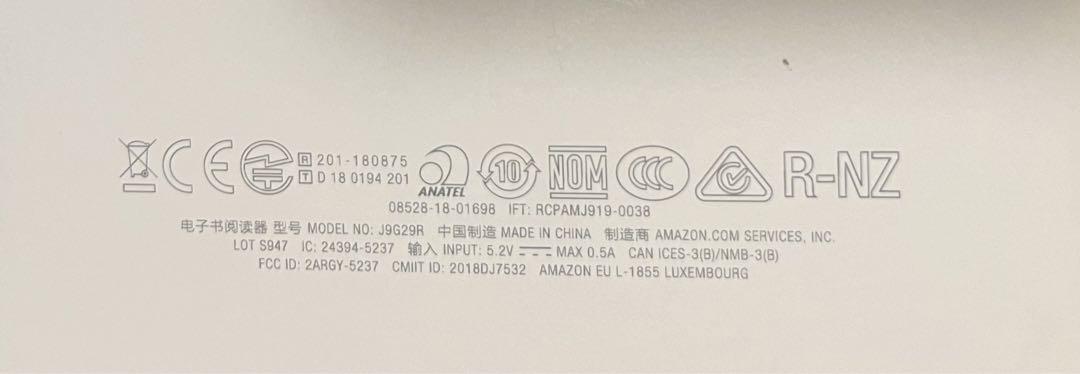 CE R 201-180875
T D 18 0194 201
ANATEL 10 NOM CCC R-NZ
08528-18-01698 IFT: RCPAMJ919-0038
电子书阅读器 型号 MODEL NO: J9G29R 中国制造 MADE IN CHINA 制造商 AMAZON.COM SERVICES, INC.
LOT S947 IC: 24394-5237 输入 INPUT: 5.2V MAX 0.5A CAN ICES-3(B)/NMB-3(B)
FCC ID: 2ARGY-5237 CMIIT ID: 2018DJ7532 AMAZON EU L-1855 LUXEMBOURG